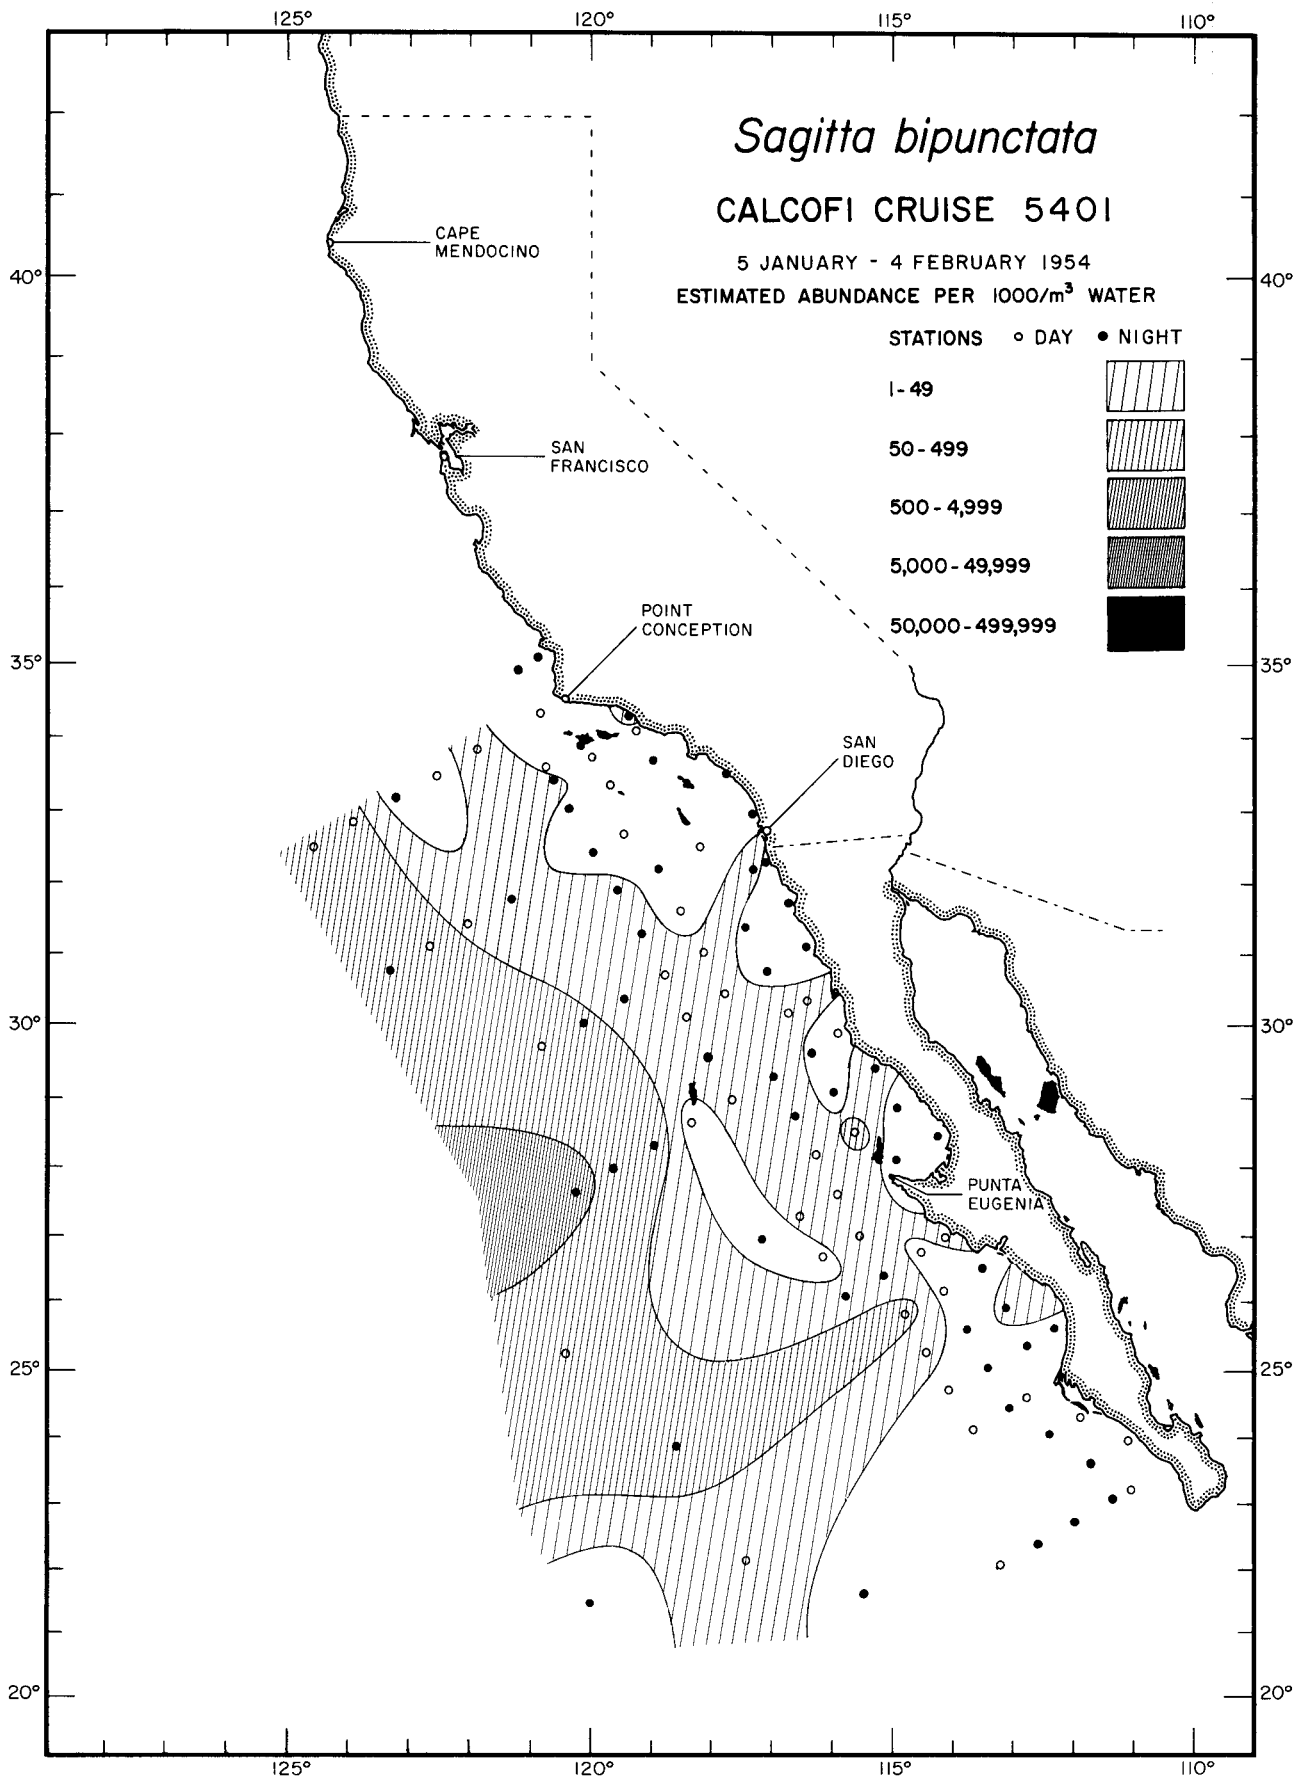 125° 120° 115° 110°
Sagitta bipunctata
CALCOFI CRUISE 5401
5 JANUARY - 4 FEBRUARY 1954
ESTIMATED ABUNDANCE PER 1000/m³ WATER
STATIONS ○ DAY ● NIGHT
1-49
50-499
500-4,999
5,000-49,999
50,000-499,999
CAPE
MENDOCINO
40° 40°
SAN
FRANCISCO
POINT
CONCEPTION
35° 35°
SAN
DIEGO
30° 30°
PUNTA
EUGENIA
25° 25°
20° 20°
125° 120° 115° 110°